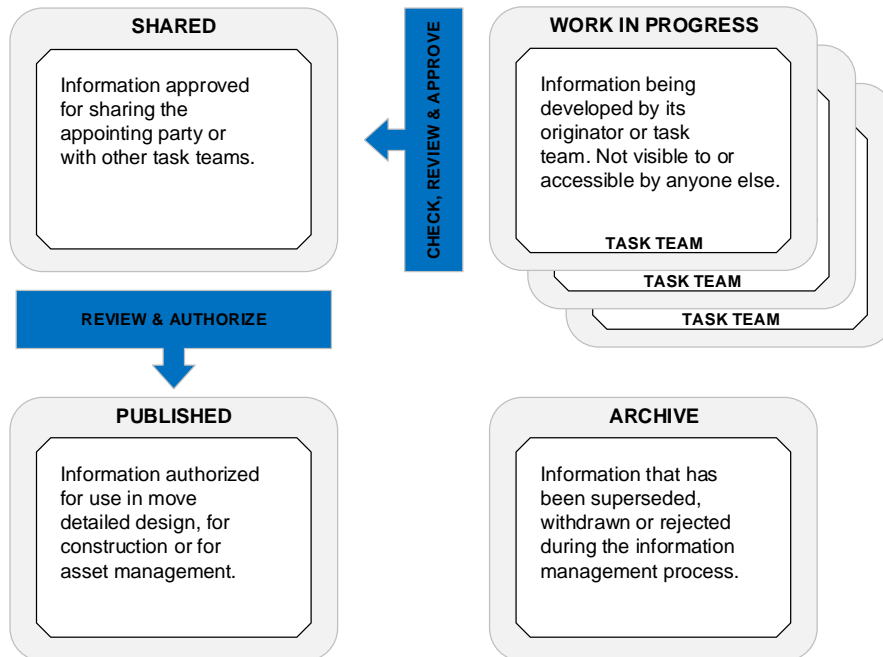 SHARED
Information approved
for sharing the
appointing party or
with other task teams.
CHECK, REVIEW & APPROVE
WORK IN PROGRESS
Information being
developed by its
originator or task
team. Not visible to or
accessible by anyone else.
TASK TEAM
TASK TEAM
TASK TEAM
REVIEW & AUTHORIZE
PUBLISHED
Information authorized
for use in move
detailed design, for
construction or for
asset management.
ARCHIVE
Information that has
been superseded,
withdrawn or rejected
during the information
management process.